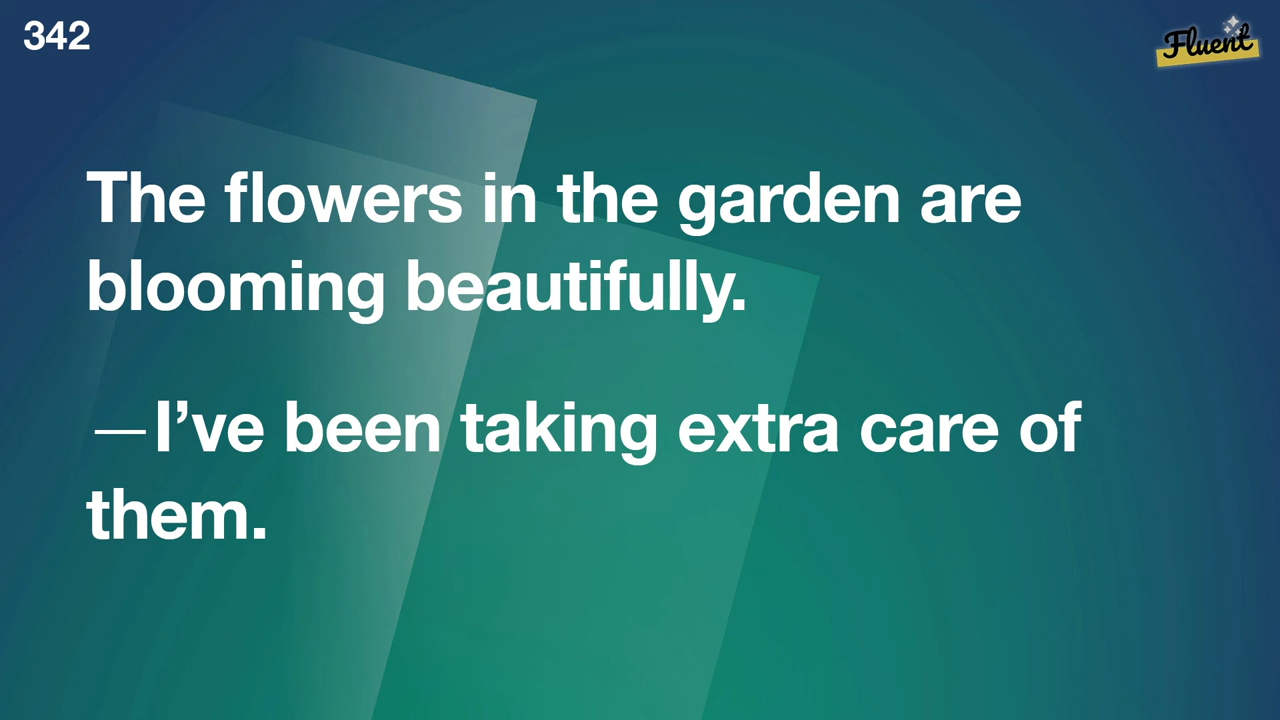 342
Fluent
The flowers in the garden are
blooming beautifully.
—I’ve been taking extra care of
them.